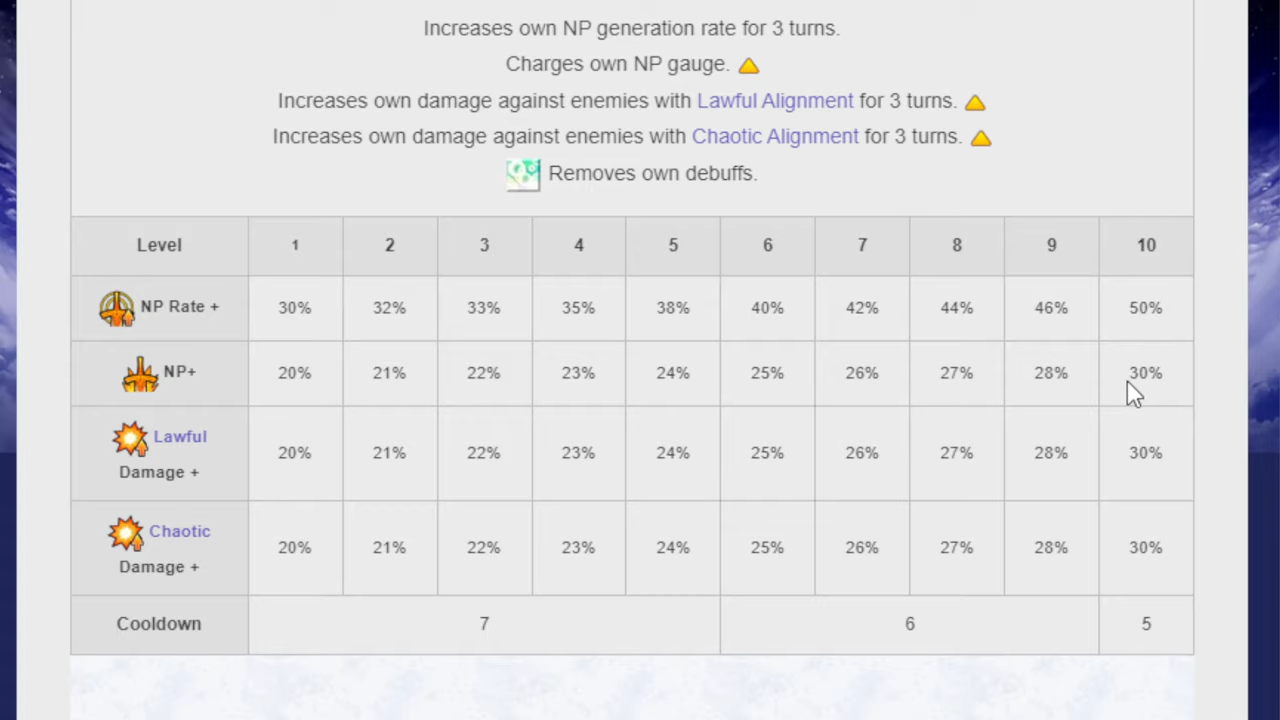 Increases own NP generation rate for 3 turns.
Charges own NP gauge.
Increases own damage against enemies with Lawful Alignment for 3 turns.
Increases own damage against enemies with Chaotic Alignment for 3 turns.
Removes own debuffs.
Level 1 2 3 4 5 6 7 8 9 10
NP Rate + 30% 32% 33% 35% 38% 40% 42% 44% 46% 50%
NP+ 20% 21% 22% 23% 24% 25% 26% 27% 28% 30%
Lawful
Damage + 20% 21% 22% 23% 24% 25% 26% 27% 28% 30%
Chaotic
Damage + 20% 21% 22% 23% 24% 25% 26% 27% 28% 30%
Cooldown 7 6 5